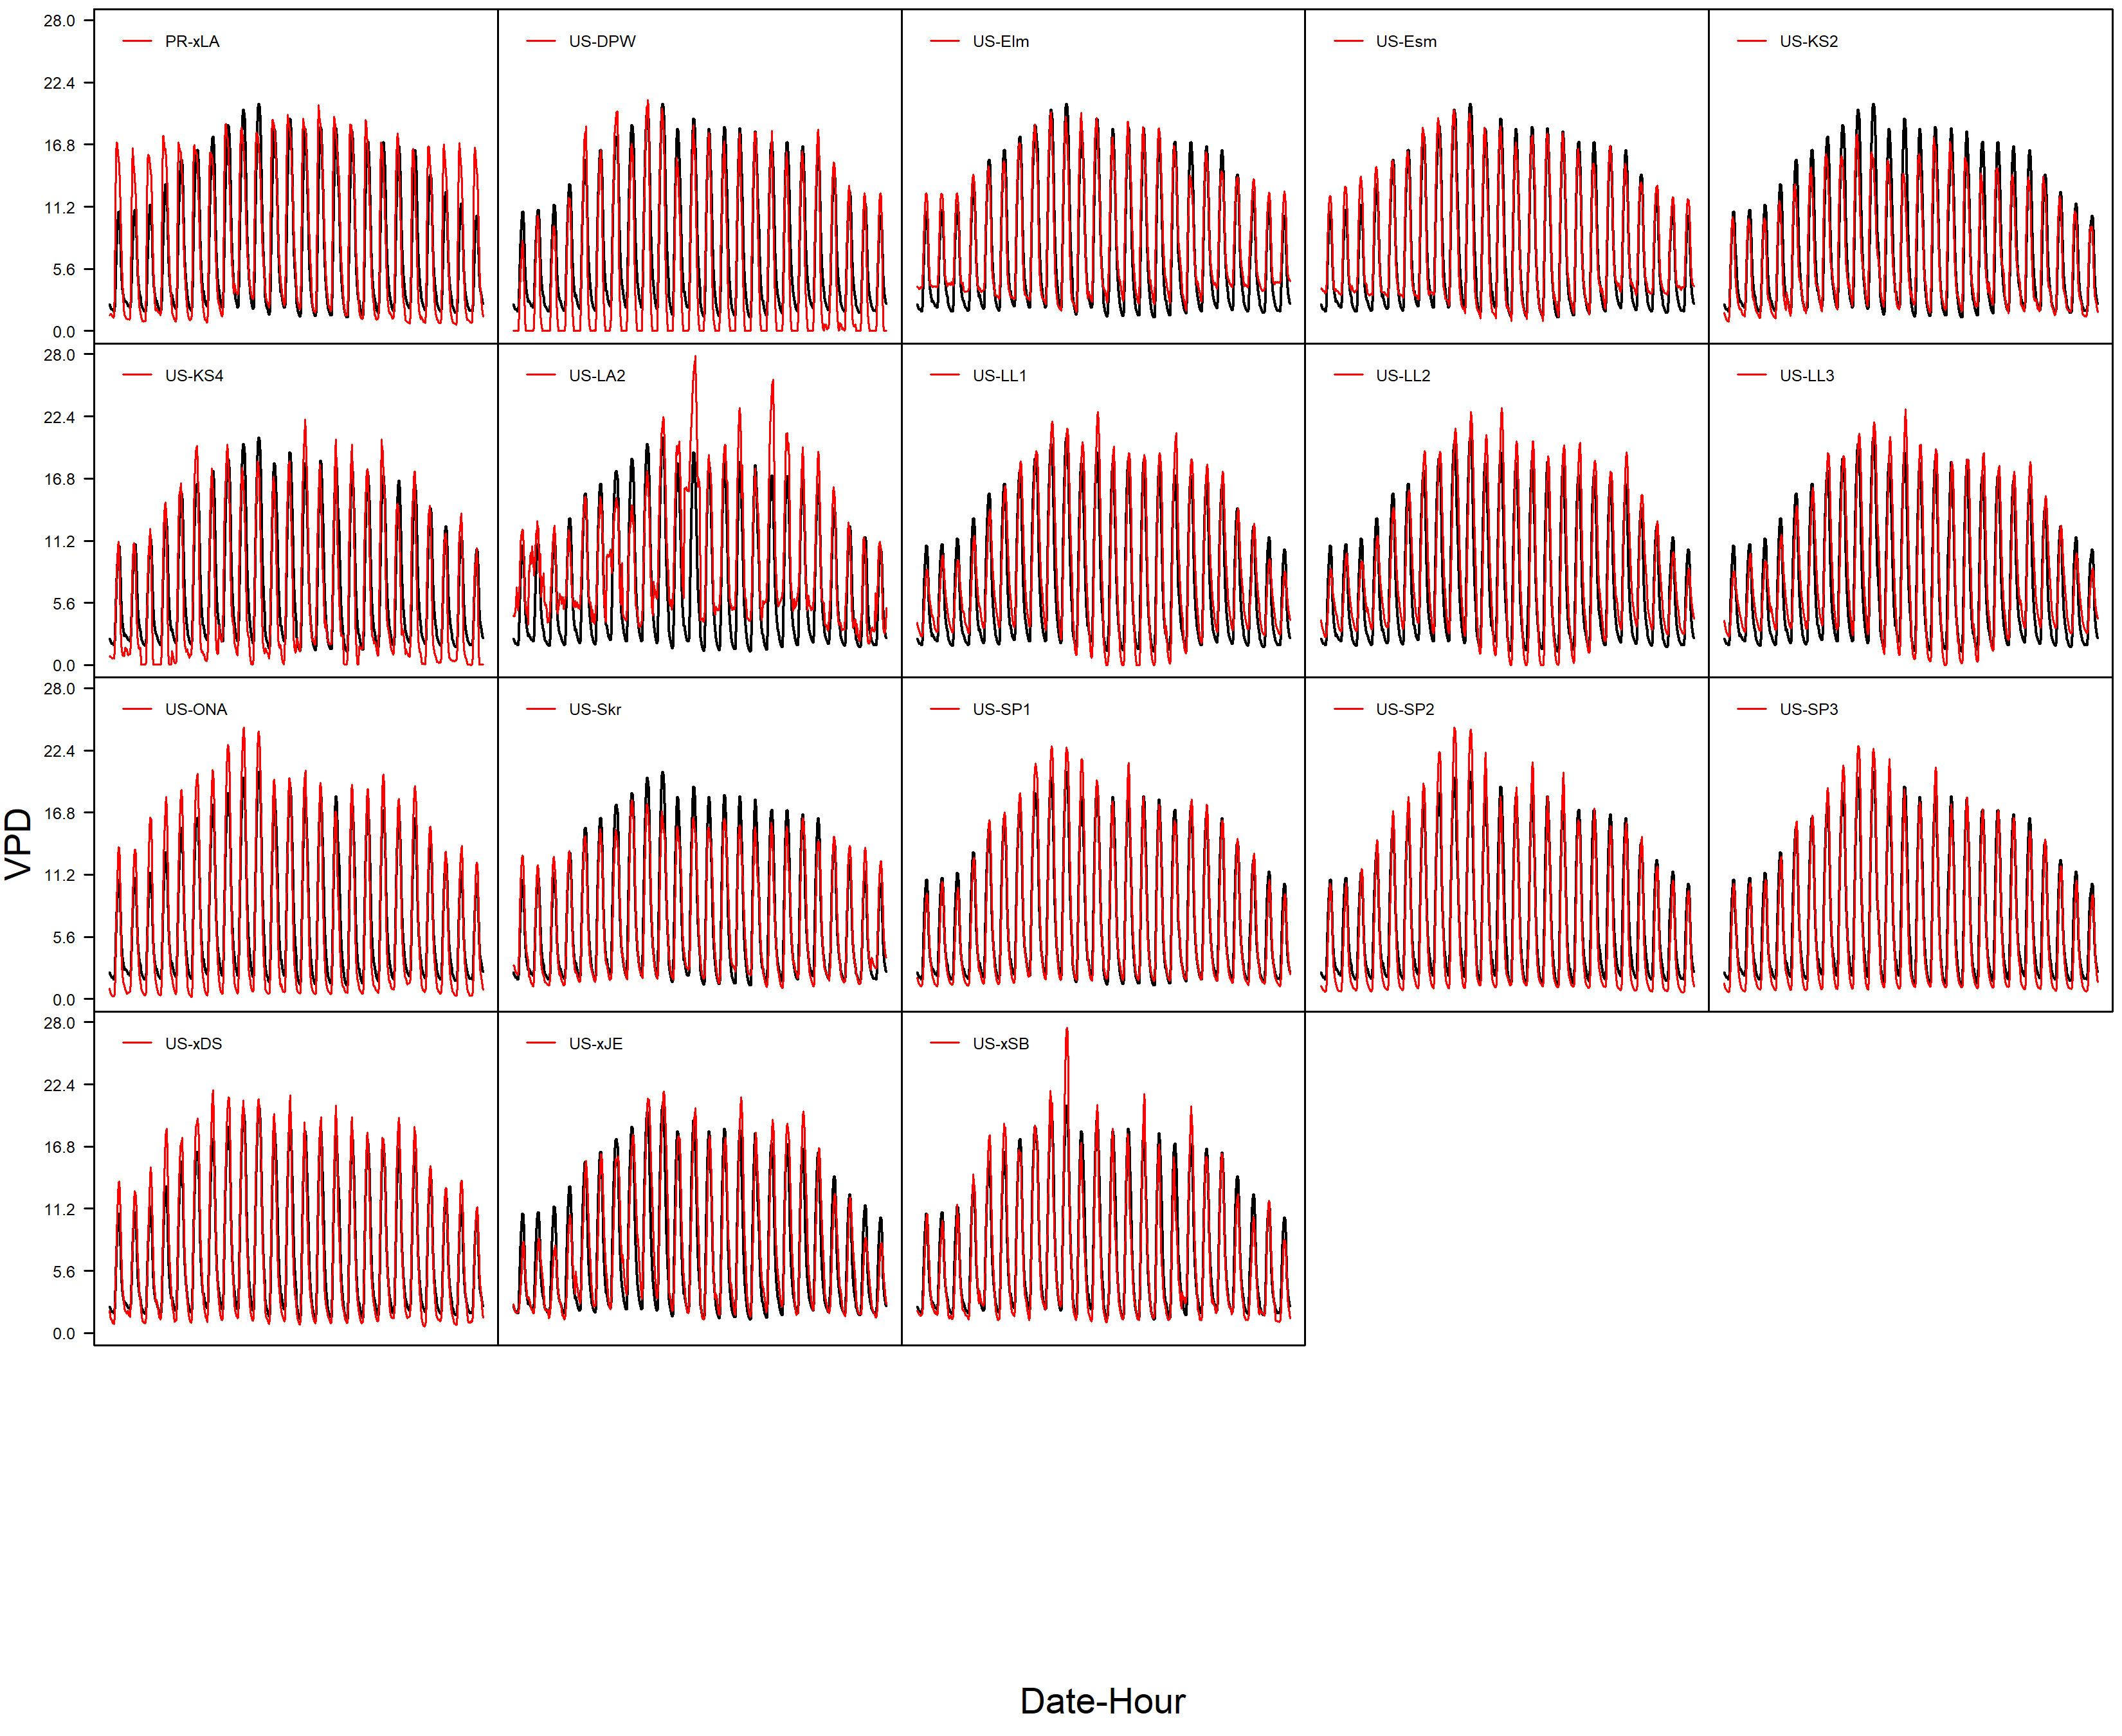 28.0
22.4
16.8
11.2
5.6
0.0
PR-xLA
US-DPW
US-Elm
US-Esm
US-KS2
28.0
22.4
16.8
11.2
5.6
0.0
US-KS4
US-LA2
US-LL1
US-LL2
US-LL3
28.0
22.4
16.8
11.2
5.6
0.0
US-ONA
US-Skr
US-SP1
US-SP2
US-SP3
VPD
28.0
22.4
16.8
11.2
5.6
0.0
US-xDS
US-xJE
US-xSB
Date-Hour